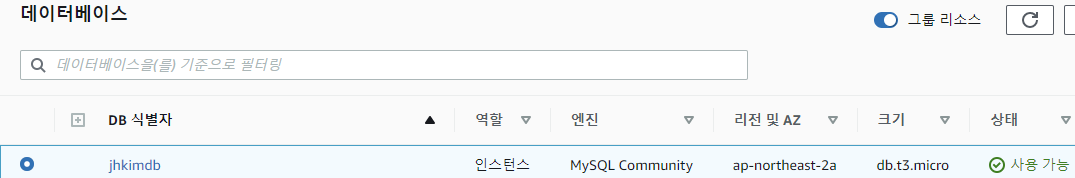 데이터베이스
그룹 리소스
데이터베이스을(를) 기준으로 필터링
DB 식별자 역할 엔진 리전 및 AZ 크기 상태
jhkimdb 인스턴스 MySQL Community ap-northeast-2a db.t3.micro 사용 가능